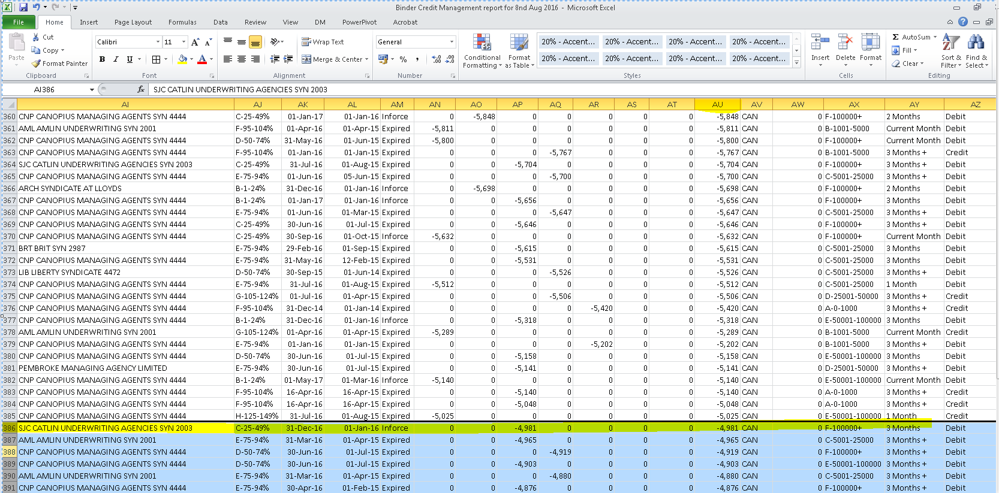 Binder Credit Management report for 8nd Aug 2016 - Microsoft Excel
File Home Insert Page Layout Formulas Data Review View DM PowerPivot Acrobat
Paste Cut Copy Format Painter
Calibri 11 B I U
Wrap Text Merge & Center
General % ,
Conditional Formatting Format as Table
20% - Accent... 20% - Accent... 20% - Accent... 20% - Accent...
20% - Accent... 20% - Accent... 20% - Accent... 20% - Accent...
Insert Delete Format
Σ AutoSum Fill Clear Sort & Filter Find & Select
Clipboard Font Alignment Number Styles Cells Editing
AI386 fx SJC CATLIN UNDERWRITING AGENCIES SYN 2003
AI AJ AK AL AM AN AO AP AQ AR AS AT AU AV AW AX AY AZ
360 CNP CANOPIUS MANAGING AGENTS SYN 4444 C-25-49% 01-Jan-17 01-Jan-16 Inforce 0 -5,848 0 0 0 0 0 -5,848 CAN 0 F-100000+ 2 Months Debit
361 AML AMLIN UNDERWRITING SYN 2001 F-95-104% 01-Apr-16 01-Apr-15 Expired -5,811 0 0 0 0 0 0 -5,811 CAN 0 B-1001-5000 Current Month Debit
362 CNP CANOPIUS MANAGING AGENTS SYN 4444 D-50-74% 31-May-16 01-Jun-15 Expired -5,800 0 0 0 0 0 0 -5,800 CAN 0 F-100000+ Current Month Debit
363 CNP CANOPIUS MANAGING AGENTS SYN 4444 F-95-104% 01-Jan-16 01-Jan-15 Expired 0 0 0 -5,767 0 0 0 -5,767 CAN 0 B-1001-5000 3 Months + Credit
364 SJC CATLIN UNDERWRITING AGENCIES SYN 2003 C-25-49% 31-Jul-16 01-Aug-15 Expired 0 0 -5,704 0 0 0 0 -5,704 CAN 0 F-100000+ 3 Months + Debit
365 CNP CANOPIUS MANAGING AGENTS SYN 4444 E-75-94% 01-Jun-16 05-Jun-15 Expired 0 0 0 -5,700 0 0 0 -5,700 CAN 0 C-5001-25000 3 Months + Debit
366 ARCH SYNDICATE AT LLOYDS B-1-24% 31-Dec-16 01-Jan-16 Inforce 0 -5,698 0 0 0 0 0 -5,698 CAN 0 F-100000+ 2 Months Debit
367 CNP CANOPIUS MANAGING AGENTS SYN 4444 B-1-24% 01-Jan-17 01-Jan-16 Inforce 0 0 -5,656 0 0 0 0 -5,656 CAN 0 F-100000+ 3 Months + Debit
368 CNP CANOPIUS MANAGING AGENTS SYN 4444 E-75-94% 01-Jun-16 01-Mar-15 Expired 0 0 0 -5,647 0 0 0 -5,647 CAN 0 C-5001-25000 3 Months + Debit
369 CNP CANOPIUS MANAGING AGENTS SYN 4444 C-25-49% 30-Jun-16 01-Jul-15 Expired 0 0 -5,646 0 0 0 0 -5,646 CAN 0 F-100000+ 3 Months + Debit
370 CNP CANOPIUS MANAGING AGENTS SYN 4444 C-25-49% 30-Sep-16 01-Oct-15 Inforce -5,632 0 0 0 0 0 0 -5,632 CAN 0 F-100000+ Current Month Debit
371 BRT BRIT SYN 2987 E-75-94% 29-Feb-16 01-Sep-15 Expired 0 0 -5,615 0 0 0 0 -5,615 CAN 0 C-5001-25000 3 Months Debit
372 CNP CANOPIUS MANAGING AGENTS SYN 4444 E-75-94% 31-May-16 12-Feb-15 Expired 0 0 -5,531 0 0 0 0 -5,531 CAN 0 C-5001-25000 3 Months Debit
373 LIB LIBERTY SYNDICATE 4472 D-50-74% 30-Sep-15 01-Jun-14 Expired 0 0 0 -5,526 0 0 0 -5,526 CAN 0 C-5001-25000 3 Months + Debit
374 CNP CANOPIUS MANAGING AGENTS SYN 4444 E-75-94% 31-Jul-16 01-Aug-15 Expired -5,512 0 0 0 0 0 0 -5,512 CAN 0 C-5001-25000 1 Month Debit
375 CNP CANOPIUS MANAGING AGENTS SYN 4444 G-105-124% 01-Jul-16 01-Apr-15 Expired 0 0 0 -5,506 0 0 0 -5,506 CAN 0 D-25001-50000 3 Months + Credit
376 CNP CANOPIUS MANAGING AGENTS SYN 4444 F-95-104% 31-Dec-14 01-Jan-14 Expired 0 0 0 0 -5,420 0 0 -5,420 CAN 0 A-0-1000 3 Months + Credit
377 CNP CANOPIUS MANAGING AGENTS SYN 4444 B-1-24% 31-Dec-16 01-Jan-16 Inforce 0 0 -5,318 0 0 0 0 -5,318 CAN 0 E-50001-100000 3 Months Debit
378 AML AMLIN UNDERWRITING SYN 2001 G-105-124% 01-Apr-16 01-Apr-15 Expired -5,289 0 0 0 0 0 0 -5,289 CAN 0 B-1001-5000 Current Month Credit
379 CNP CANOPIUS MANAGING AGENTS SYN 4444 E-75-94% 01-Jan-16 01-Jan-15 Expired 0 0 0 0 -5,202 0 0 -5,202 CAN 0 B-1001-5000 3 Months + Debit
380 CNP CANOPIUS MANAGING AGENTS SYN 4444 D-50-74% 30-Jun-16 01-Jul-15 Expired 0 0 -5,158 0 0 0 0 -5,158 CAN 0 E-50001-100000 3 Months Debit
381 PEMBROKE MANAGING AGENCY LIMITED E-75-94% 30-Jun-16 01-Jul-15 Expired 0 0 -5,141 0 0 0 0 -5,141 CAN 0 D-25001-50000 3 Months + Debit
382 CNP CANOPIUS MANAGING AGENTS SYN 4444 B-1-24% 01-May-17 01-Mar-16 Inforce -5,140 0 0 0 0 0 0 -5,140 CAN 0 E-50001-100000 Current Month Debit
383 CNP CANOPIUS MANAGING AGENTS SYN 4444 F-95-104% 16-Apr-16 16-Apr-15 Expired 0 0 -5,140 0 0 0 0 -5,140 CAN 0 A-0-1000 3 Months + Credit
384 CNP CANOPIUS MANAGING AGENTS SYN 4444 F-95-104% 16-Apr-16 16-Apr-15 Expired 0 0 -5,048 0 0 0 0 -5,048 CAN 0 A-0-1000 3 Months + Credit
385 CNP CANOPIUS MANAGING AGENTS SYN 4444 H-125-149% 31-Jul-16 01-Aug-15 Expired -5,025 0 0 0 0 0 0 -5,025 CAN 0 E-50001-100000 1 Month Credit
386 SJC CATLIN UNDERWRITING AGENCIES SYN 2003 C-25-49% 31-Dec-16 01-Jan-16 Inforce 0 0 -4,981 0 0 0 0 -4,981 CAN 0 F-100000+ 3 Months Debit
387 AML AMLIN UNDERWRITING SYN 2001 E-75-94% 31-Mar-16 01-Apr-15 Expired 0 0 -4,965 0 0 0 0 -4,965 CAN 0 C-5001-25000 3 Months + Debit
388 CNP CANOPIUS MANAGING AGENTS SYN 4444 D-50-74% 30-Jun-16 01-Jul-15 Expired 0 0 0 -4,919 0 0 0 -4,919 CAN 0 F-100000+ 3 Months + Debit
389 CNP CANOPIUS MANAGING AGENTS SYN 4444 D-50-74% 30-Jun-16 01-Jul-15 Expired 0 0 -4,903 0 0 0 0 -4,903 CAN 0 E-50001-100000 3 Months + Debit
390 AML AMLIN UNDERWRITING SYN 2001 E-75-94% 31-Mar-16 01-Apr-15 Expired 0 0 0 -4,880 0 0 0 -4,880 CAN 0 C-5001-25000 3 Months + Debit
391 CNP CANOPIUS MANAGING AGENTS SYN 4444 E-75-94% 30-Apr-16 01-Feb-15 Expired 0 0 -4,876 0 0 0 0 -4,876 CAN 0 C-5001-25000 3 Months + Debit